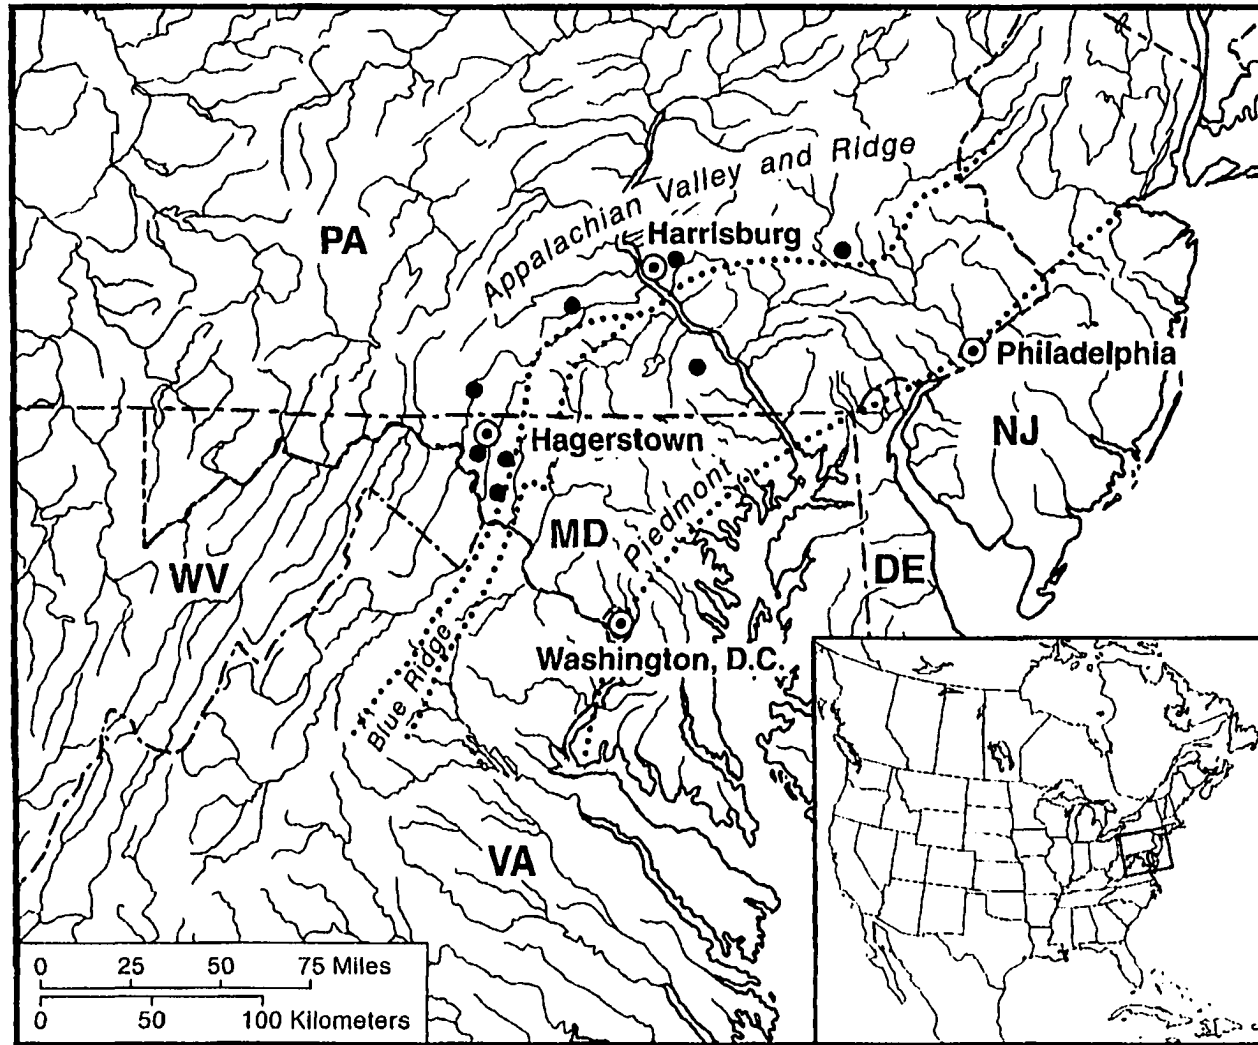 Appalachian Valley and Ridge
PA
Harrisburg
Philadelphia
Hagerstown
NJ
Piedmont
MD
WV
DE
Blue Ridge
Washington, D.C.
VA
0 25 50 75 Miles
0 50 100 Kilometers